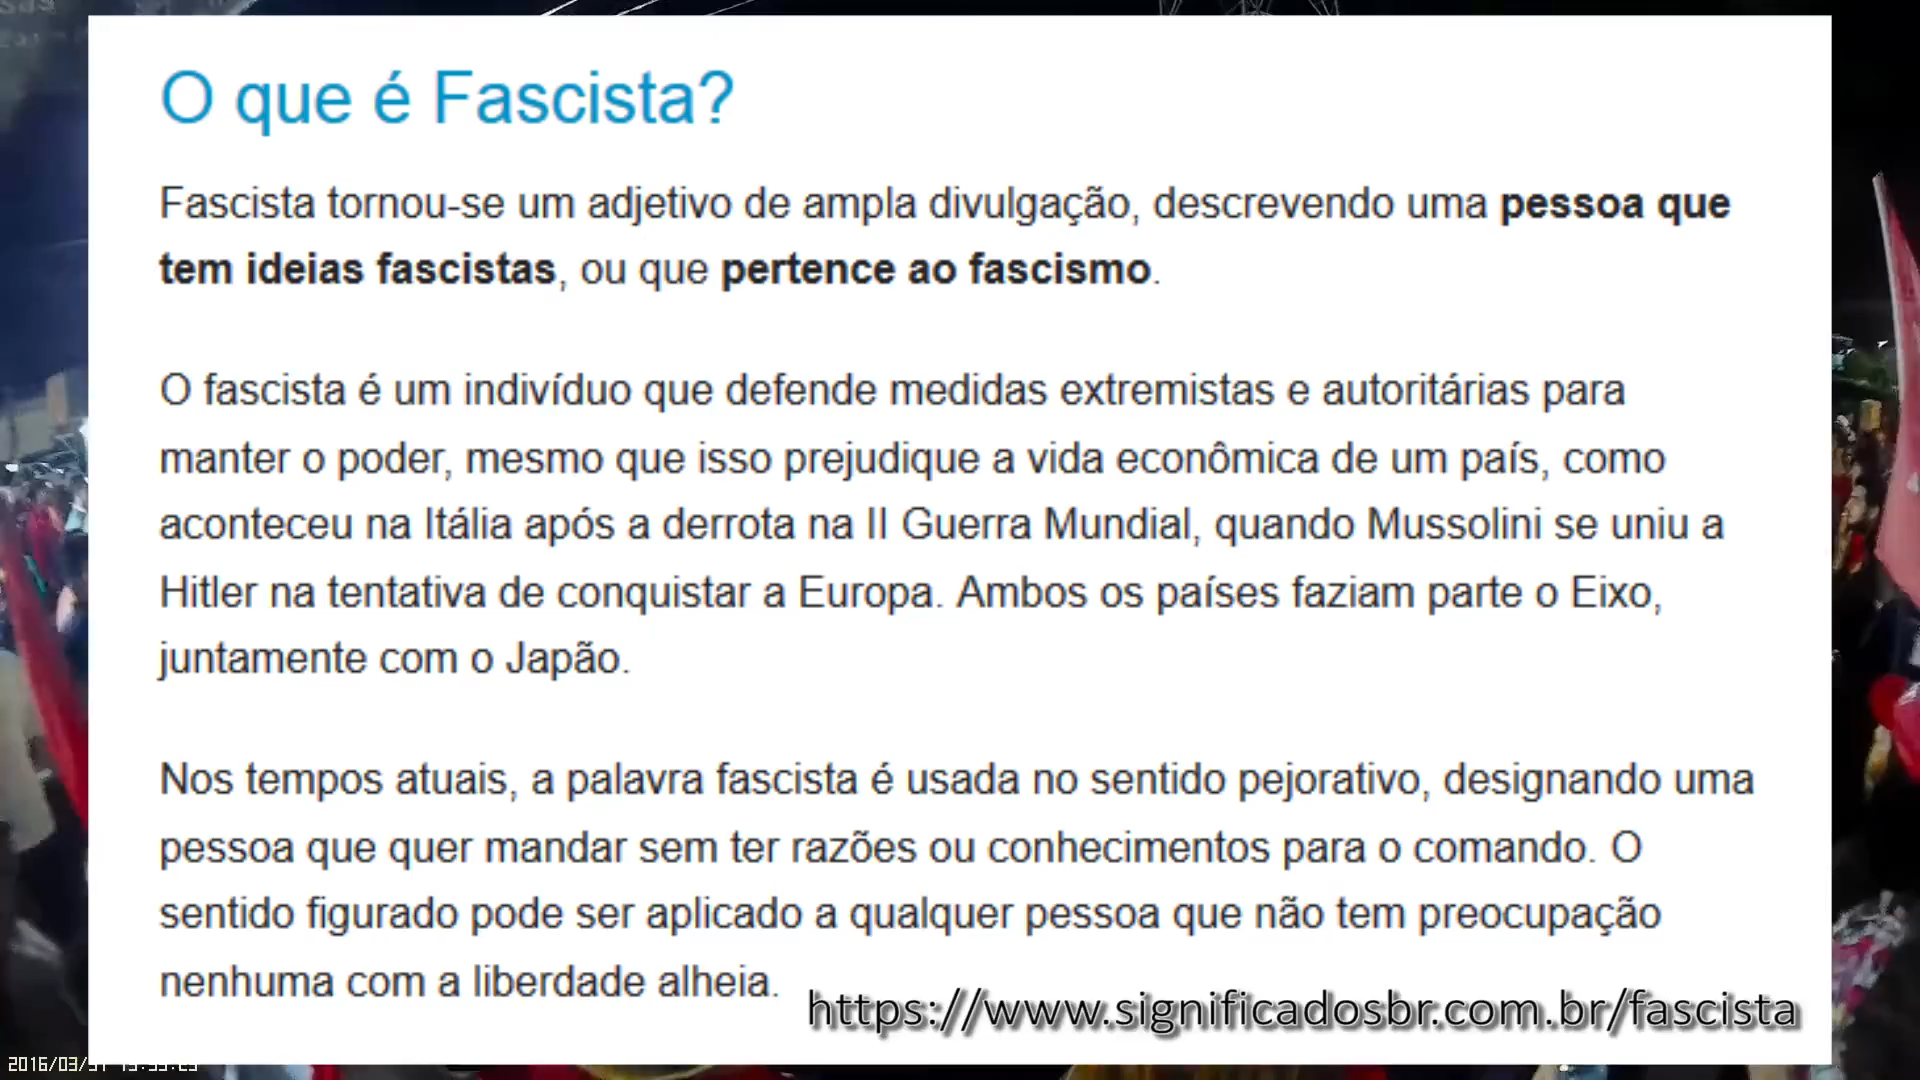 O que é Fascista?
Fascista tornou-se um adjetivo de ampla divulgação, descrevendo uma pessoa que
tem ideias fascistas, ou que pertence ao fascismo.
O fascista é um indivíduo que defende medidas extremistas e autoritárias para
manter o poder, mesmo que isso prejudique a vida econômica de um país, como
aconteceu na Itália após a derrota na II Guerra Mundial, quando Mussolini se uniu a
Hitler na tentativa de conquistar a Europa. Ambos os países faziam parte o Eixo,
juntamente com o Japão.
Nos tempos atuais, a palavra fascista é usada no sentido pejorativo, designando uma
pessoa que quer mandar sem ter razões ou conhecimentos para o comando. O
sentido figurado pode ser aplicado a qualquer pessoa que não tem preocupação
nenhuma com a liberdade alheia.
https://www.significadosbr.com.br/fascista